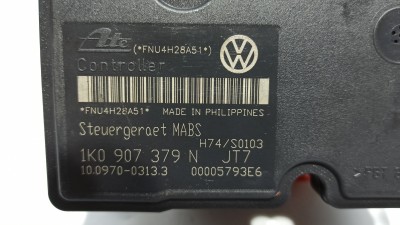 Ate (*FNU4H28A51*)
Controller
*FNU4H28A51* MADE IN PHILIPPINES
Steuergeraet MABS
H74/S0103
1K0 907 379 N JT7
10.0970-0313.3 00005793E6